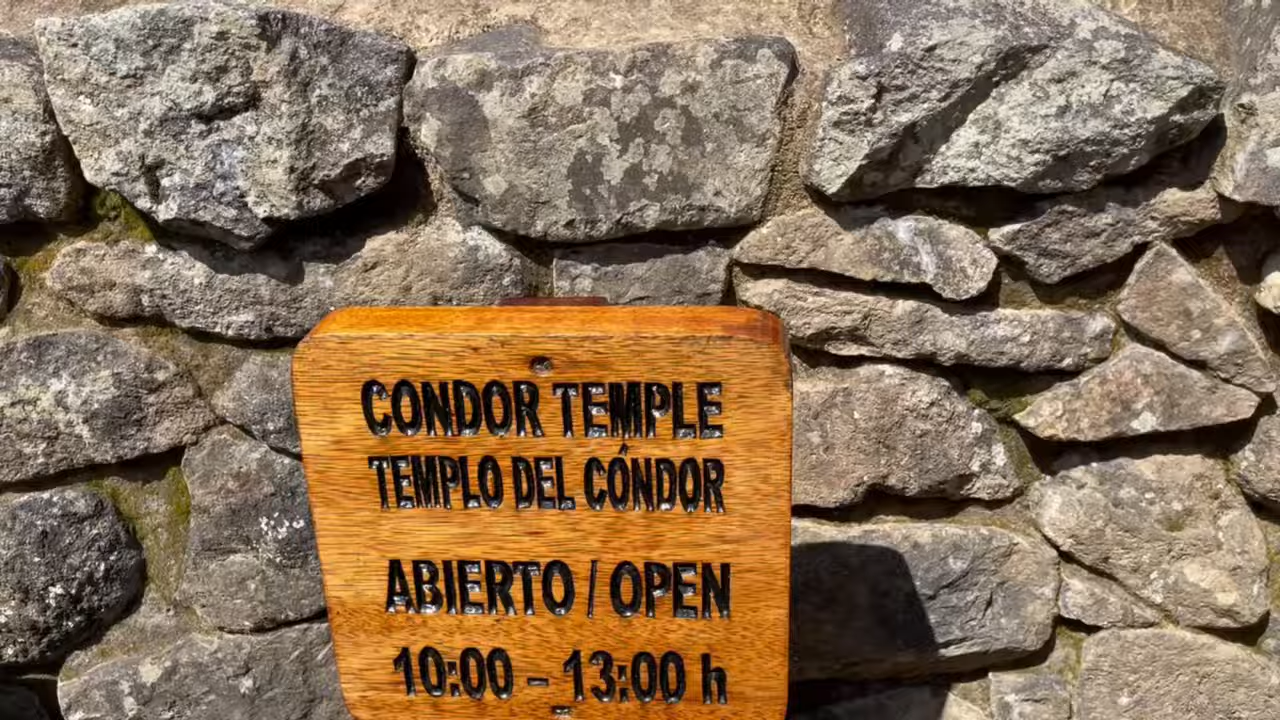 CONDOR TEMPLE
TEMPLO DEL CÓNDOR
ABIERTO / OPEN
10:00 - 13:00 h